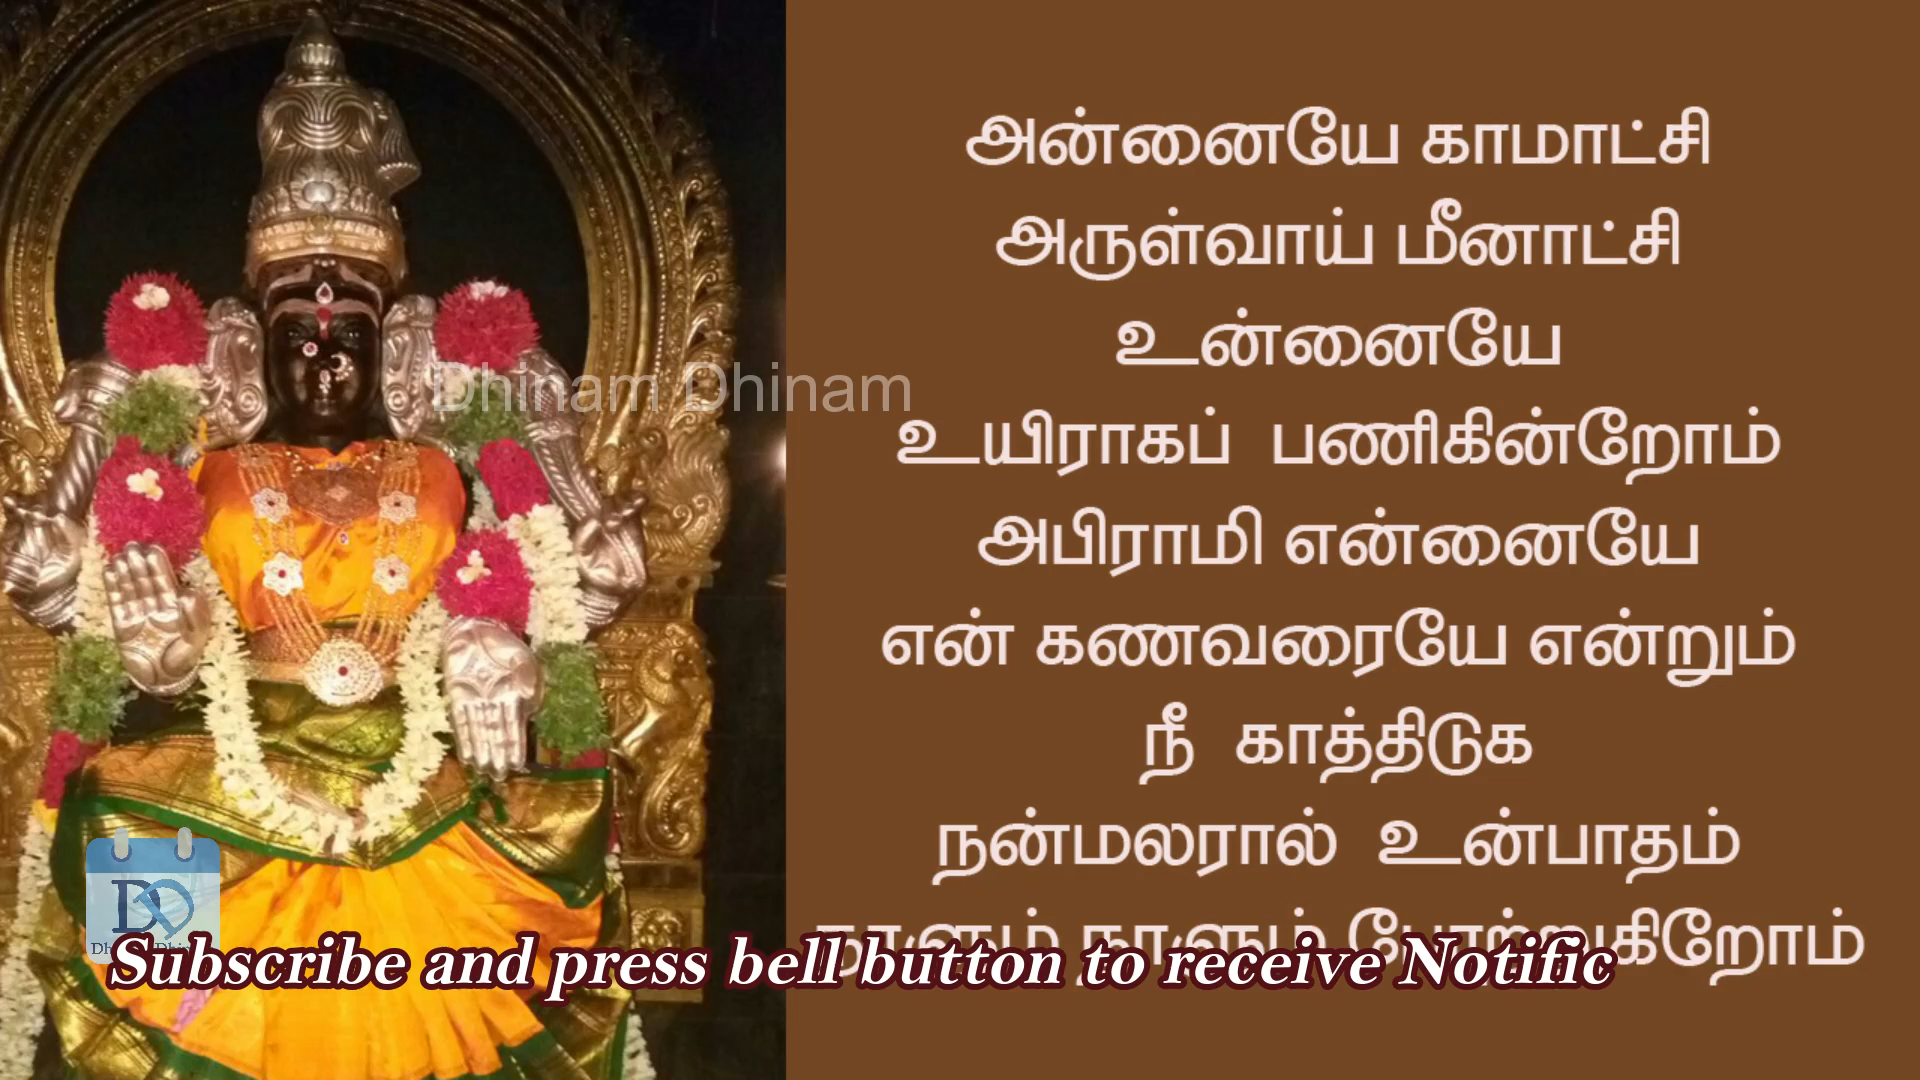 அன்னையே காமாட்சி
அருள்வாய் மீனாட்சி
உன்னையே
Dhinam Dhinam
உயிராகப் பணிகின்றோம்
அபிராமி என்னையே
என் கணவரையே என்றும்
நீ காத்திடுக
நன்மலரால் உன்பாதம்
Subscribe and press bell button to receive Notific